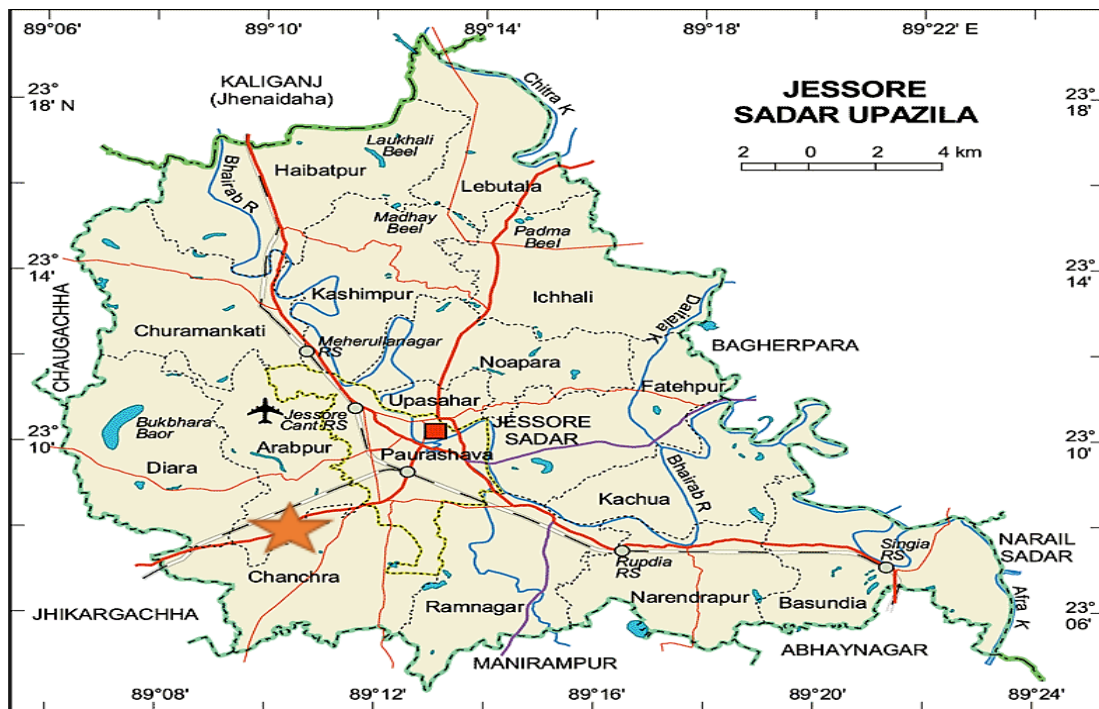 89°06'
89°10'
89°14'
89°18'
89°22' E
KALIGANJ
(Jhenaidaha)
JESSORE
SADAR UPAZILA
23°
18' N
23°
18'
Chitra K
Laukhali
Beel
Haibatpur
2 0 2 4 km
Bhairab R
Lebutala
Madhay
Beel
Padma
Beel
23°
14'
23°
14'
Kashimpur
Ichhali
Daitala K
CHAUGACHHA
Churamankati
Meherullanagar
RS
BAGHERPARA
Noapara
Fatehpur
Upasahar
Bukbhara
Baor
Jessore
Cant RS
JESSORE
SADAR
23°
10'
23°
10'
Arabpur
Paurashava
Diara
Bhairab R
Kachua
NARAIL
SADAR
Singia
RS
Rupdia
RS
Chanchra
Afra K
JHIKARGACHHA
Ramnagar
Narendrapur
Basundia
23°
06'
23°
06'
MANIRAMPUR
ABHAYNAGAR
89°08'
89°12'
89°16'
89°20'
89°24'